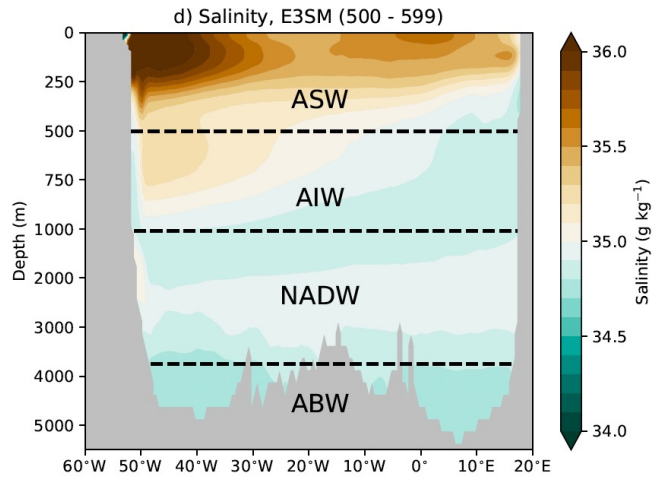 d) Salinity, E3SM (500 - 599)
0
250
500
750
1000
2000
3000
4000
5000
Depth (m)
ASW
AIW
NADW
ABW
60°W 50°W 40°W 30°W 20°W 10°W 0° 10°E 20°E
36.0
35.5
35.0
34.5
34.0
Salinity (g kg⁻¹)